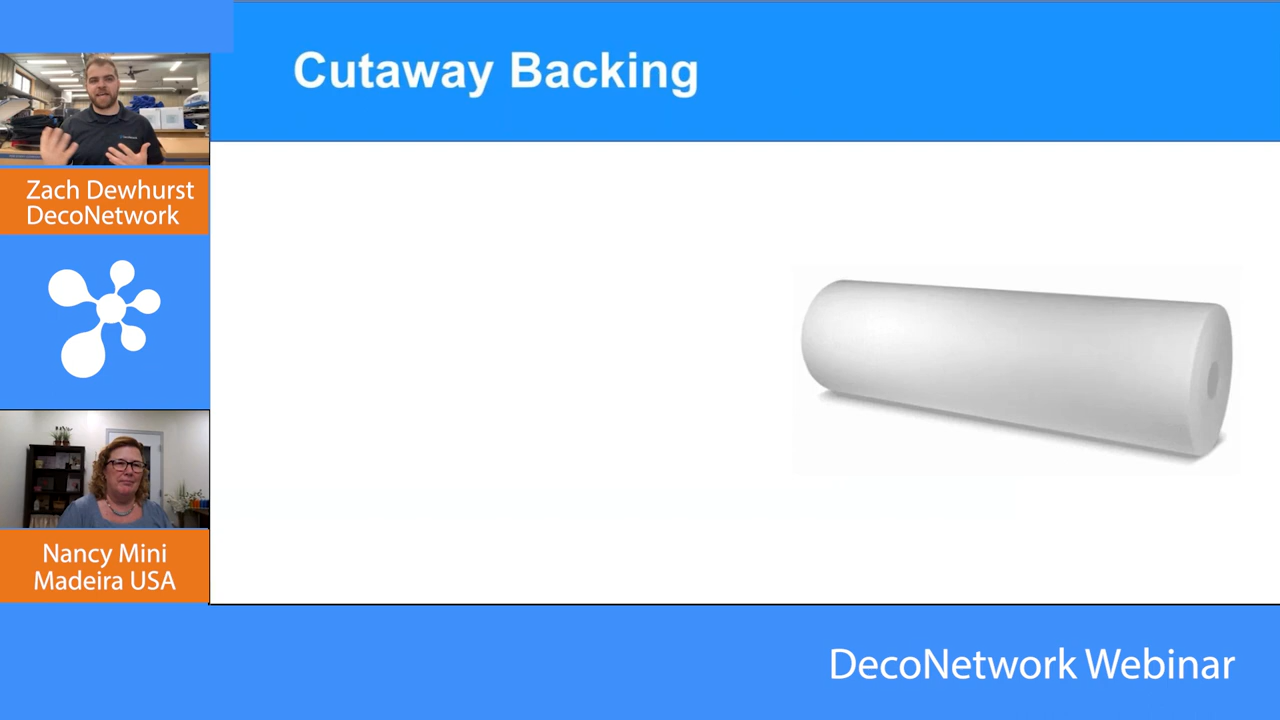 Cutaway Backing
Zach Dewhurst
DecoNetwork
Nancy Mini
Madeira USA
DecoNetwork Webinar